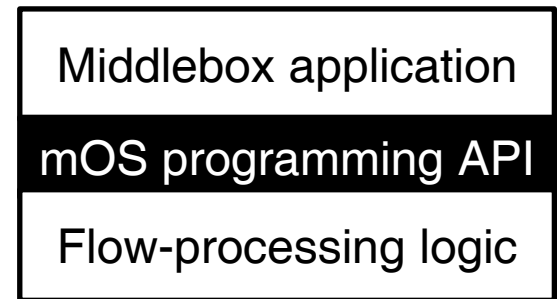 Middlebox application
mOS programming API
Flow-processing logic